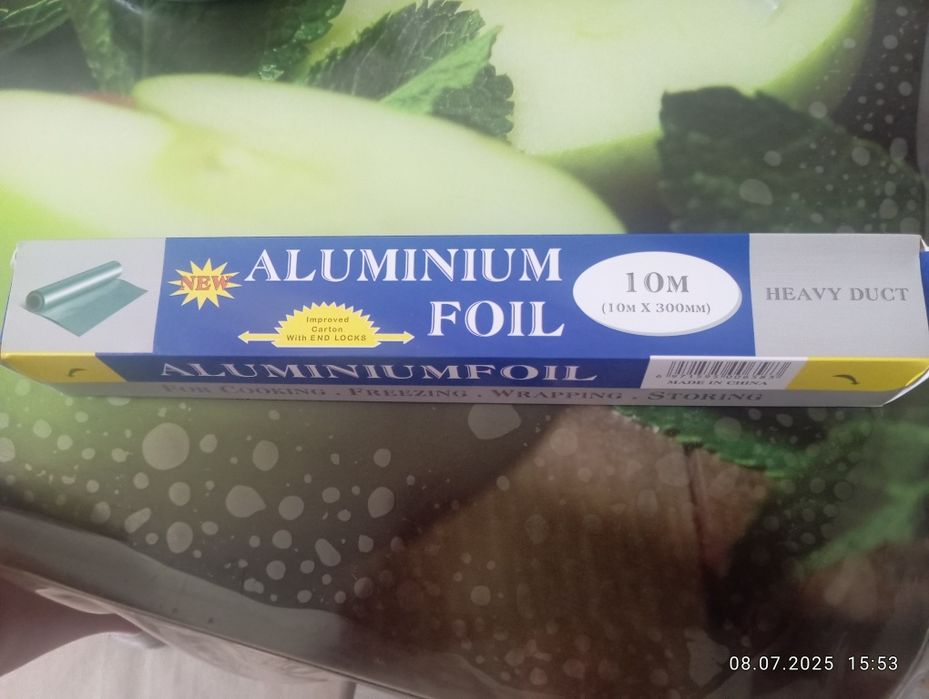 NEW
ALUMINIUM
FOIL
Improved
Carton
With END LOCKS
10M
(10M X 300MM)
HEAVY DUCT
ALUMINIUMFOIL
MADE IN CHINA
FOR COOKING . FREEZING . WRAPPING . STORING
08.07.2025 15:53